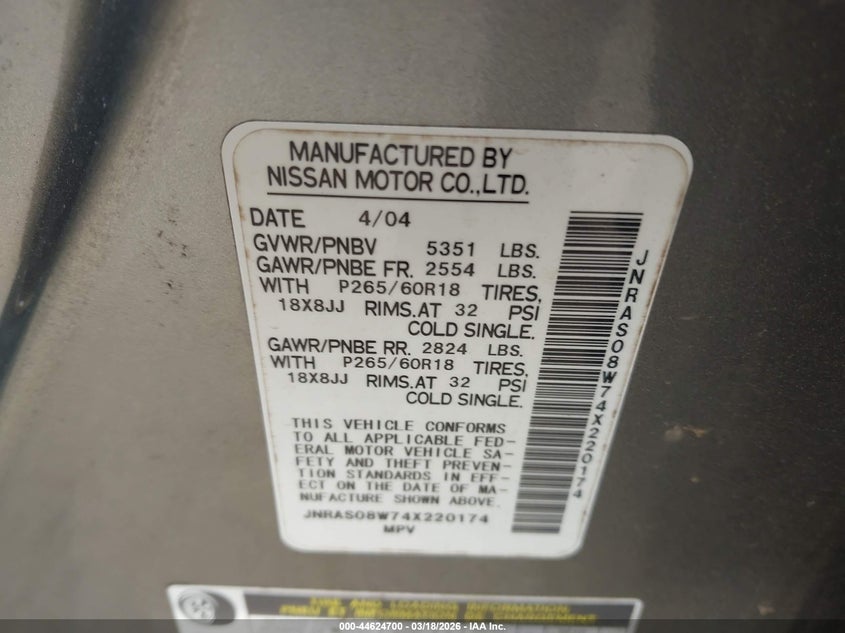 MANUFACTURED BY
NISSAN MOTOR CO.,LTD.
DATE 4/04
GVWR/PNBV 5351 LBS.
GAWR/PNBE FR. 2554 LBS.
WITH P265/60R18 TIRES,
18X8JJ RIMS.AT 32 PSI
COLD SINGLE.
GAWR/PNBE RR. 2824 LBS.
WITH P265/60R18 TIRES,
18X8JJ RIMS.AT 32 PSI
COLD SINGLE.
THIS VEHICLE CONFORMS
TO ALL APPLICABLE FED-
ERAL MOTOR VEHICLE SA-
FETY AND THEFT PREVEN-
TION STANDARDS IN EFF-
ECT ON THE DATE OF MA-
NUFACTURE SHOWN ABOVE.
JNRAS08W74X220174
MPV
JNRAS08W74X220174
TIRE AND LOADING INFORMATION
000-44624700 — 03/18/2026 — IAA Inc.